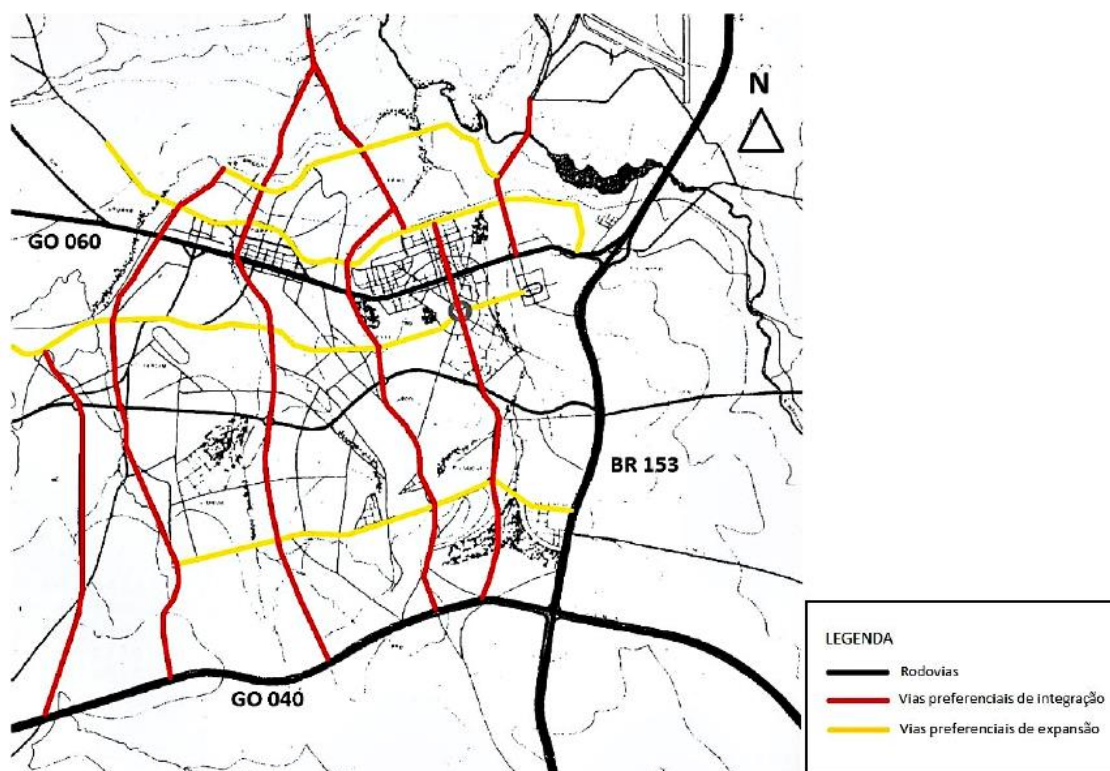 N
GO 060
BR 153
GO 040
LEGENDA
Rodovias
Vias preferenciais de integração
Vias preferenciais de expansão